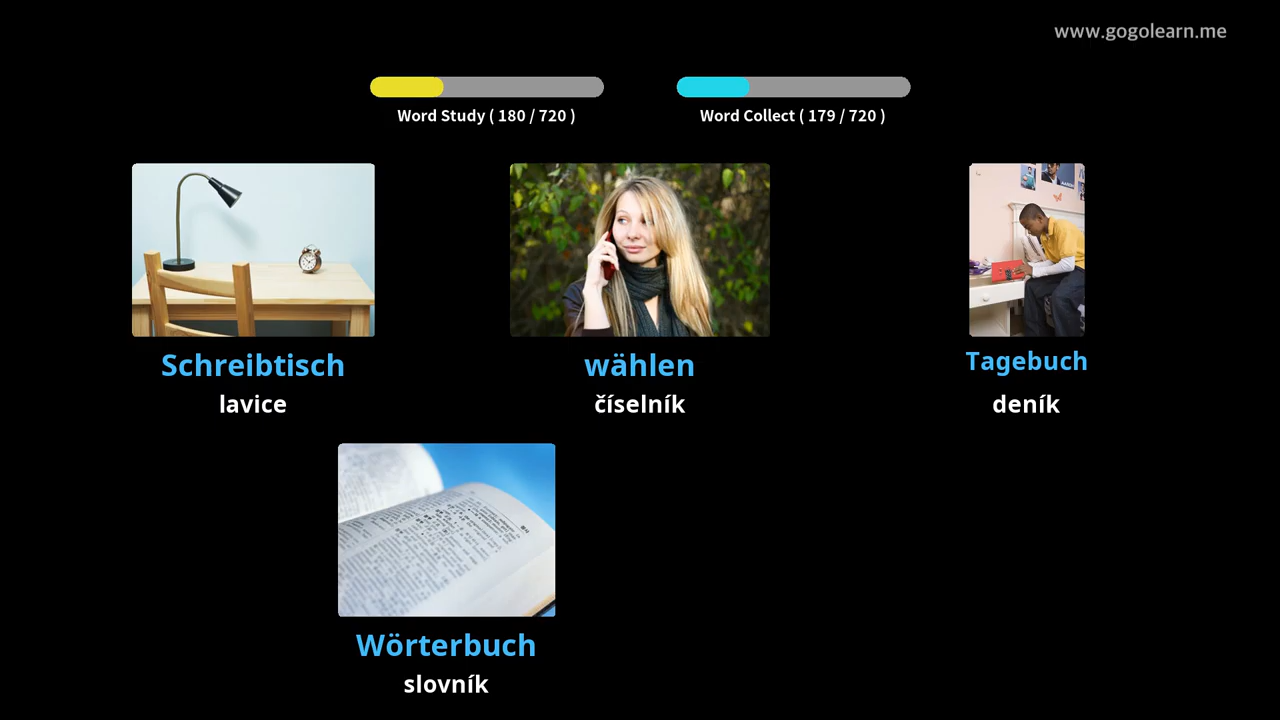 www.gogolearn.me
Word Study ( 180 / 720 )
Word Collect ( 179 / 720 )
Schreibtisch
lavice
wählen
číselník
Tagebuch
deník
Wörterbuch
slovník